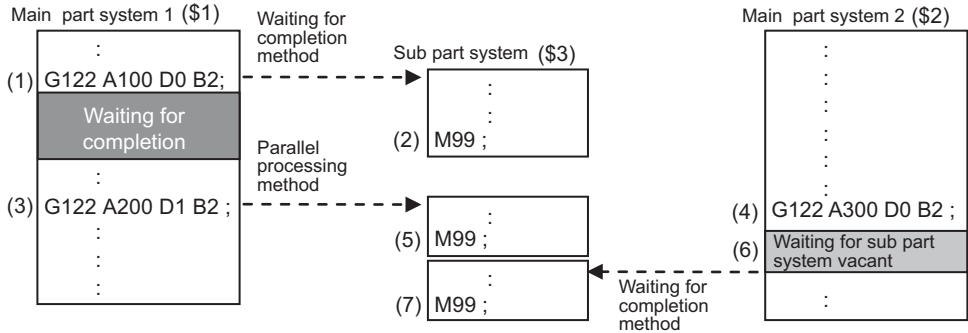 Main part system 1 ($1)
:
(1) G122 A100 D0 B2;
Waiting for
completion
:
(3) G122 A200 D1 B2 ;
:
:
:
Waiting for
completion
method
Parallel
processing
method
Sub part system ($3)
:
:
(2) M99 ;
:
(5) M99 ;
:
(7) M99 ;
Main part system 2 ($2)
:
:
:
:
:
:
(4) G122 A300 D0 B2 ;
(6) Waiting for sub part
system vacant
:
Waiting for
completion
method